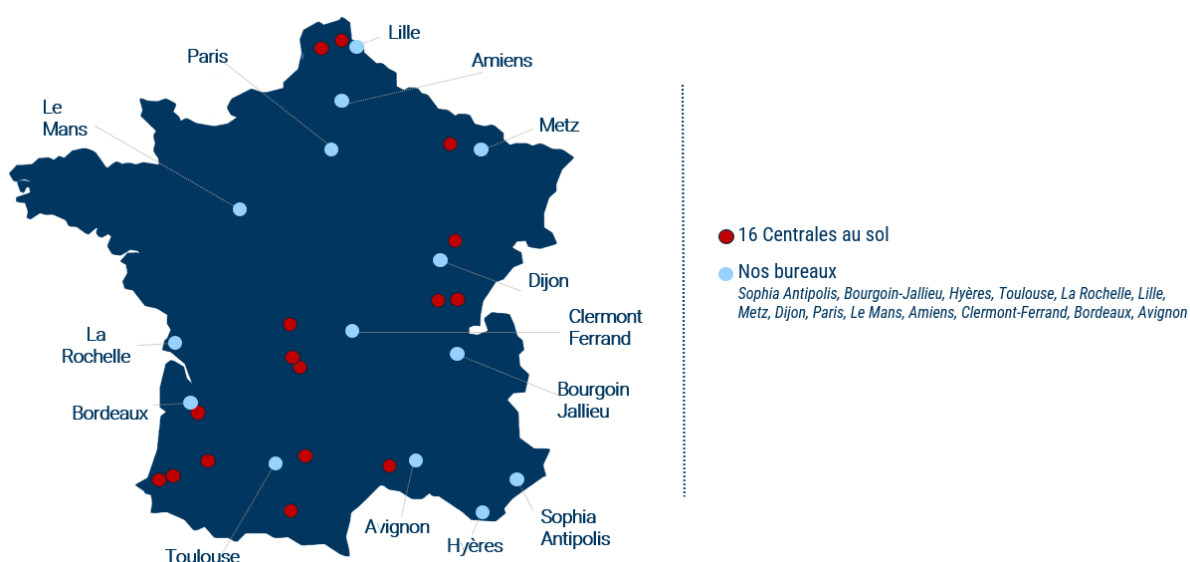 Lille
Paris
Amiens
Le
Mans
Metz
16 Centrales au sol
Nos bureaux
Sophia Antipolis, Bourgoin-Jallieu, Hyères, Toulouse, La Rochelle, Lille,
Metz, Dijon, Paris, Le Mans, Amiens, Clermont-Ferrand, Bordeaux, Avignon
Dijon
Clermont
Ferrand
La
Rochelle
Bourgoin
Jallieu
Bordeaux
Sophia
Antipolis
Avignon
Hyères
Toulouse